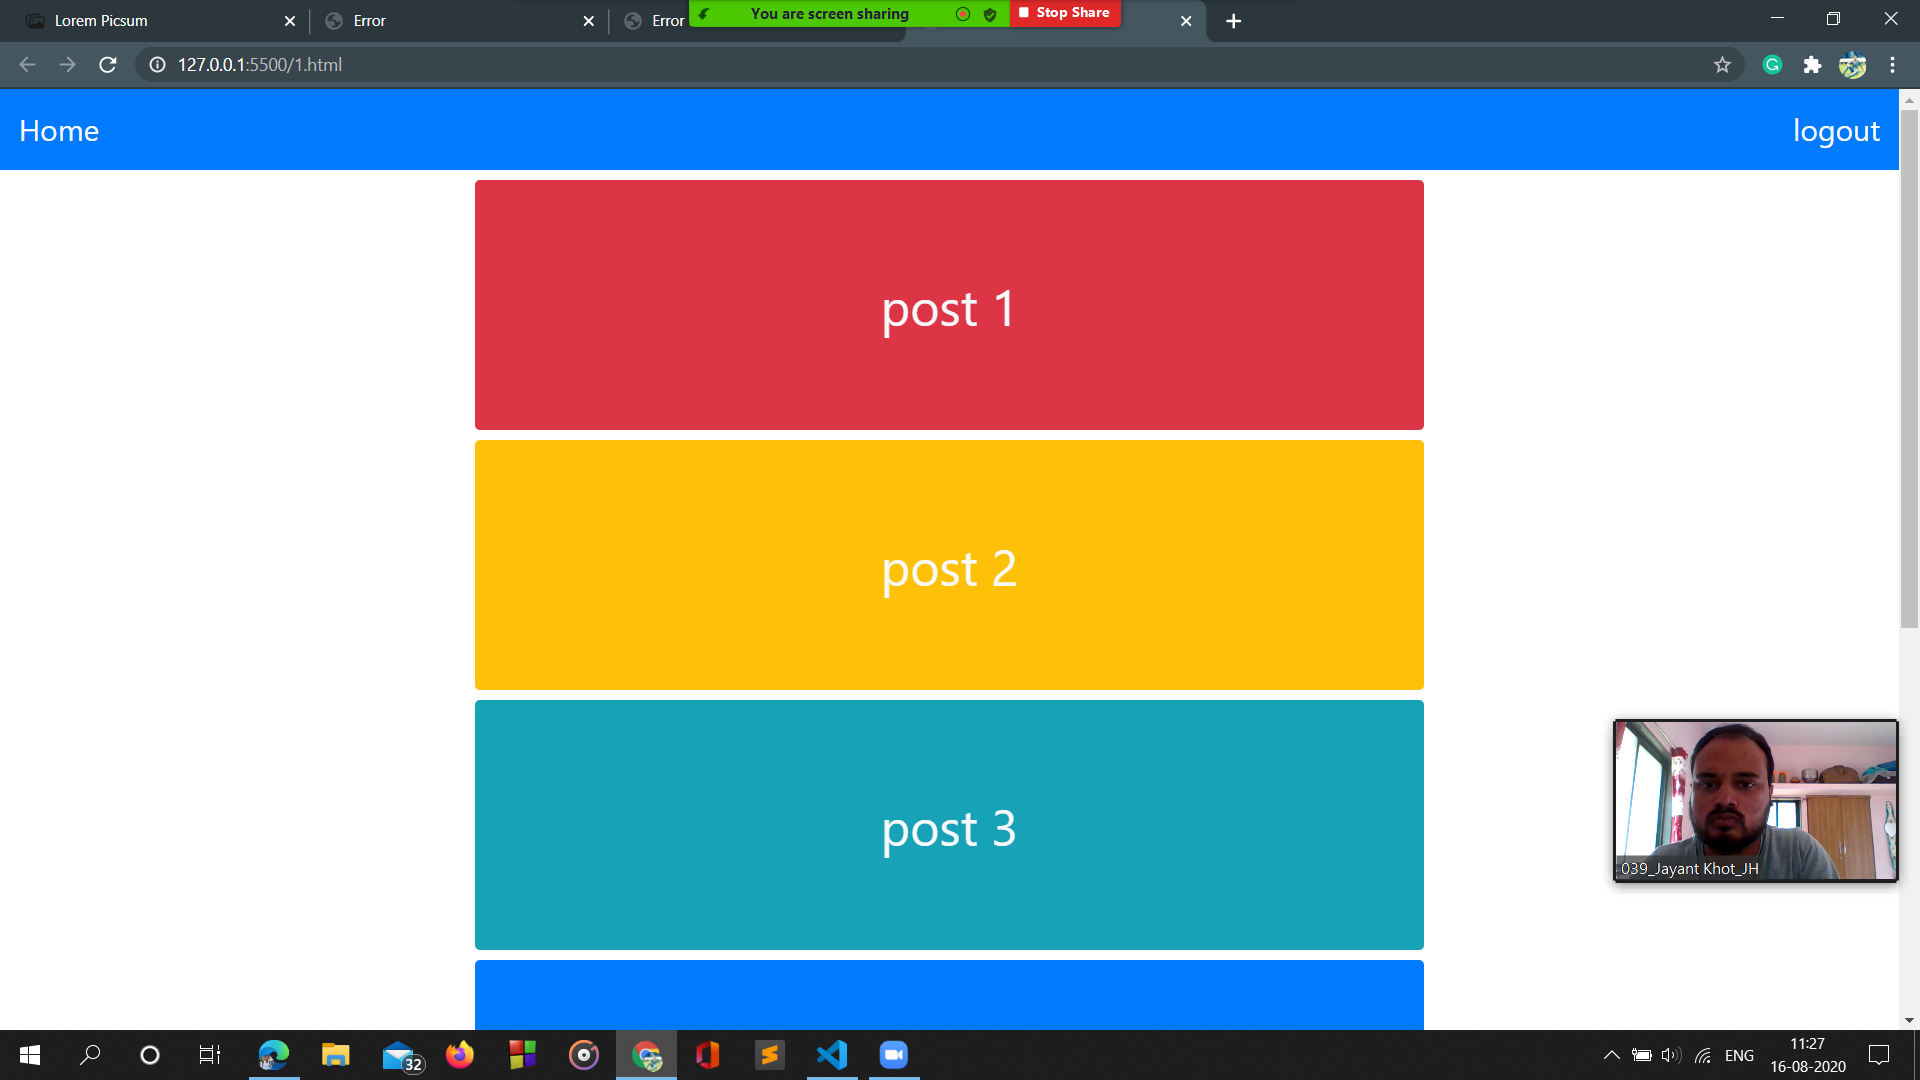 Lorem Picsum
Error
Error
You are screen sharing
Stop Share
127.0.0.1:5500/1.html
Home
logout
post 1
post 2
post 3
039_Jayant Khot_JH
32
ENG
11:27
16-08-2020